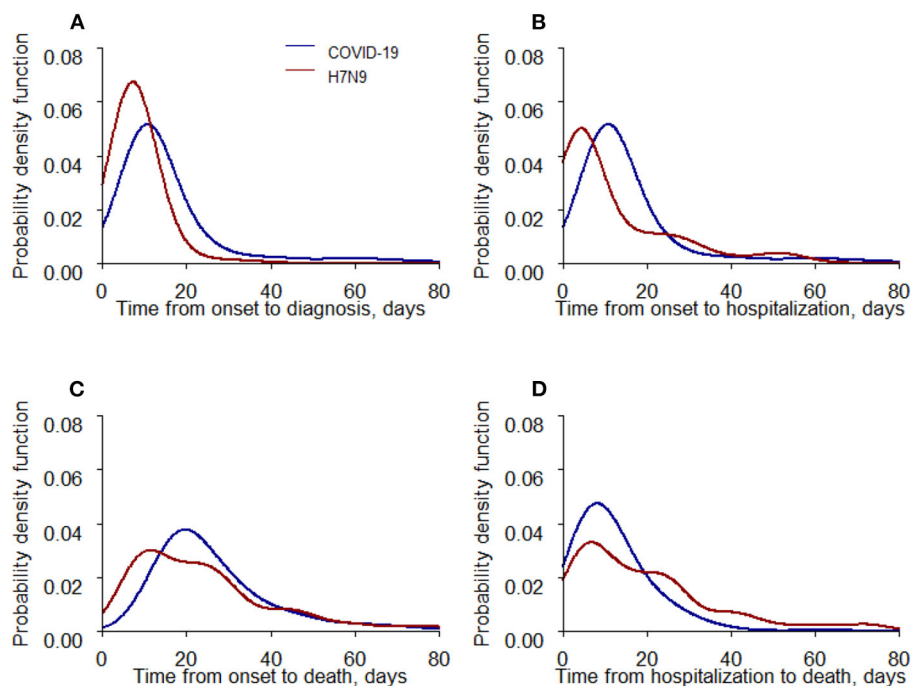 A
B
Probability density function
0.08
0.06
0.04
0.02
0.00
COVID-19
H7N9
0 20 40 60 80
Time from onset to diagnosis, days
Probability density function
0.08
0.06
0.04
0.02
0.00
0 20 40 60 80
Time from onset to hospitalization, days
C
D
Probability density function
0.08
0.06
0.04
0.02
0.00
0 20 40 60 80
Time from onset to death, days
Probability density function
0.08
0.06
0.04
0.02
0.00
0 20 40 60 80
Time from hospitalization to death, days